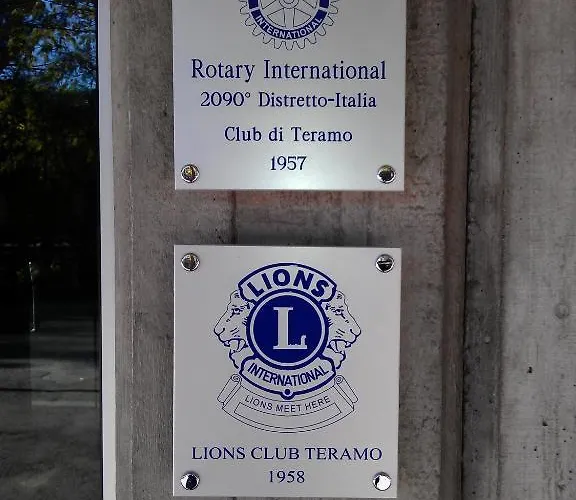 INTERNATIONAL
Rotary International
2090° Distretto-Italia
Club di Teramo
1957
LIONS
L
INTERNATIONAL
LIONS MEET HERE
LIONS CLUB TERAMO
1958